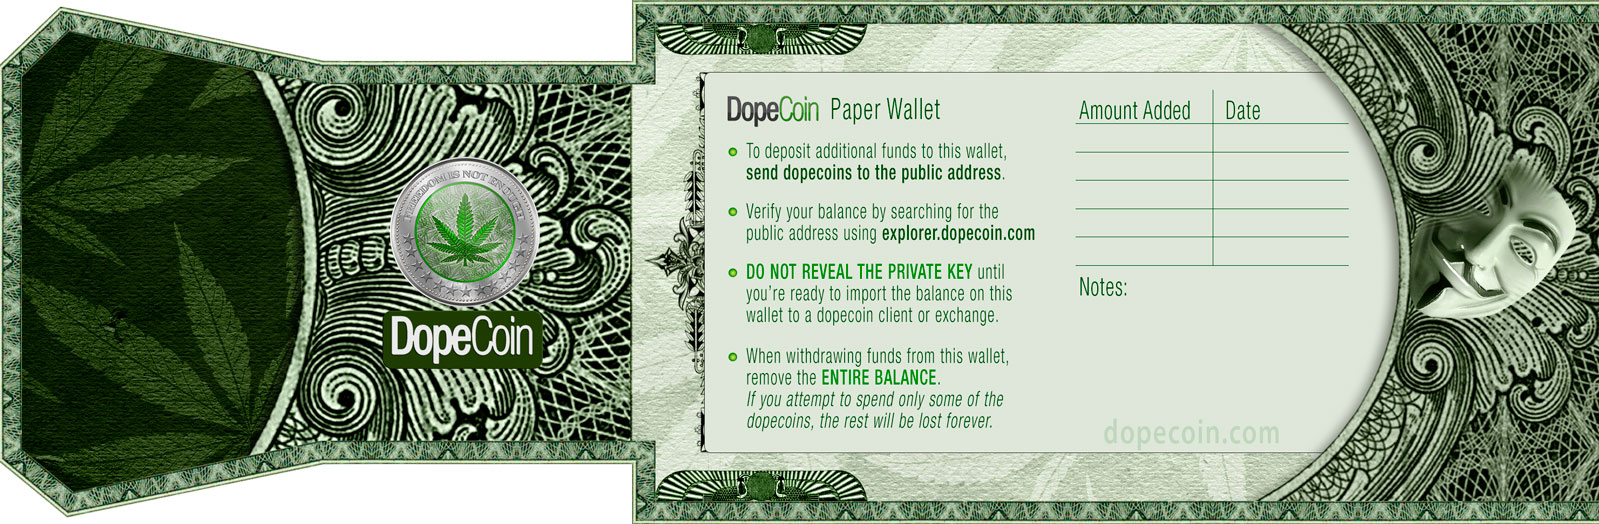 FREEDOM IS NOT
DopeCoin
DopeCoin Paper Wallet
To deposit additional funds to this wallet,
send dopecoins to the public address.
Verify your balance by searching for the
public address using explorer.dopecoin.com
DO NOT REVEAL THE PRIVATE KEY until
you're ready to import the balance on this
wallet to a dopecoin client or exchange.
When withdrawing funds from this wallet,
remove the ENTIRE BALANCE.
If you attempt to spend only some of the
dopecoins, the rest will be lost forever.
Amount Added Date
Notes:
dopecoin.com